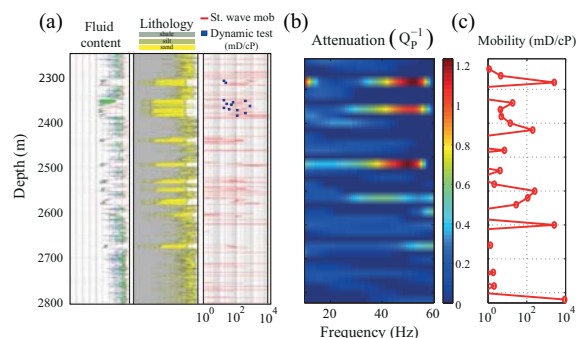 (a) Fluid content Lithology
shale
silt
sand
St. wave mob
Dynamic test
(mD/cP)
(b) Attenuation (Q_P^{-1})
(c) Mobility (mD/cP)
Depth (m)
2300
2400
2500
2600
2700
2800
10^0 10^2 10^4
20 40 60
Frequency (Hz)
1.2
1
0.8
0.6
0.4
0.2
0
10^0 10^2 10^4